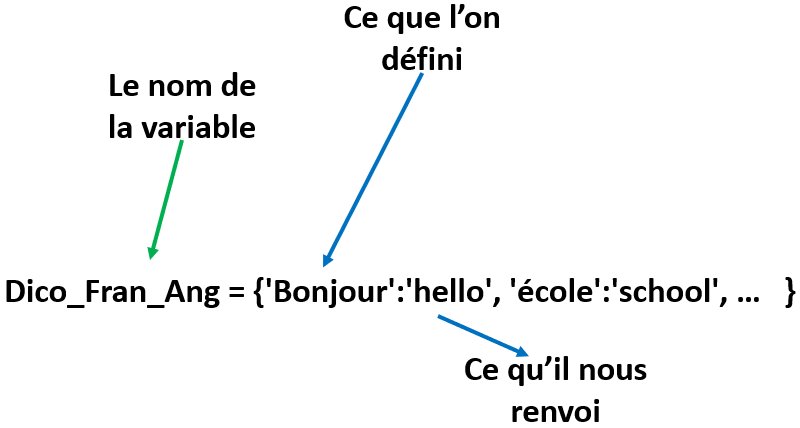 Ce que l’on
défini
Le nom de
la variable
Dico_Fran_Ang = {'Bonjour':'hello', 'école':'school', ... }
Ce qu’il nous
renvoi